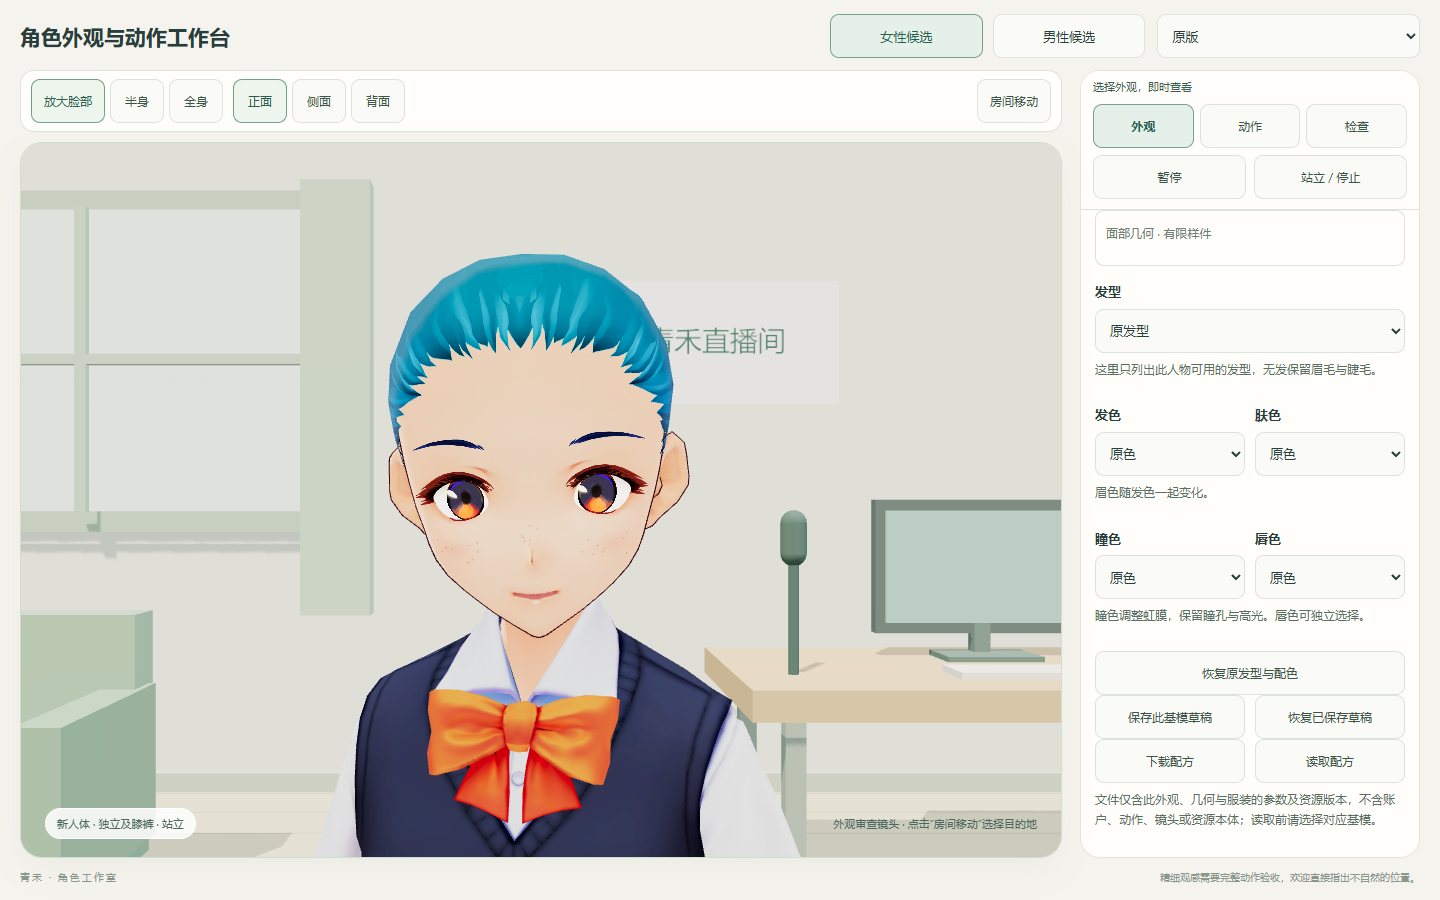 角色外观与动作工作台
女性候选
男性候选
原版
放大脸部
半身
全身
正面
侧面
背面
房间移动
青禾直播间
新人体 · 独立及膝裤 · 站立
外观审查镜头 · 点击“房间移动”选择目的地
选择外观，即时查看
外观
动作
检查
暂停
站立 / 停止
面部几何 · 有限样件
发型
原发型
这里只列出此人物可用的发型，无发保留眉毛与睫毛。
发色
肤色
原色
原色
眉色随发色一起变化。
瞳色
唇色
原色
原色
瞳色调整虹膜，保留瞳孔与高光。唇色可独立选择。
恢复原发型与配色
保存此基模草稿
恢复已保存草稿
下载配方
读取配方
文件仅含此外观、几何与服装的参数及资源版本，不含账
户、动作、镜头或资源本体；读取前请选择对应基模。
青禾 · 角色工作室
精细观感需要完整动作验收，欢迎直接指出不自然的位置。